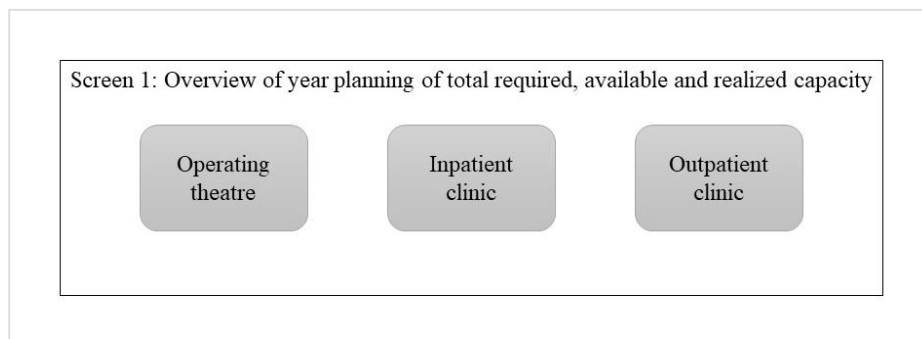 Screen 1: Overview of year planning of total required, available and realized capacity
Operating
theatre
Inpatient
clinic
Outpatient
clinic